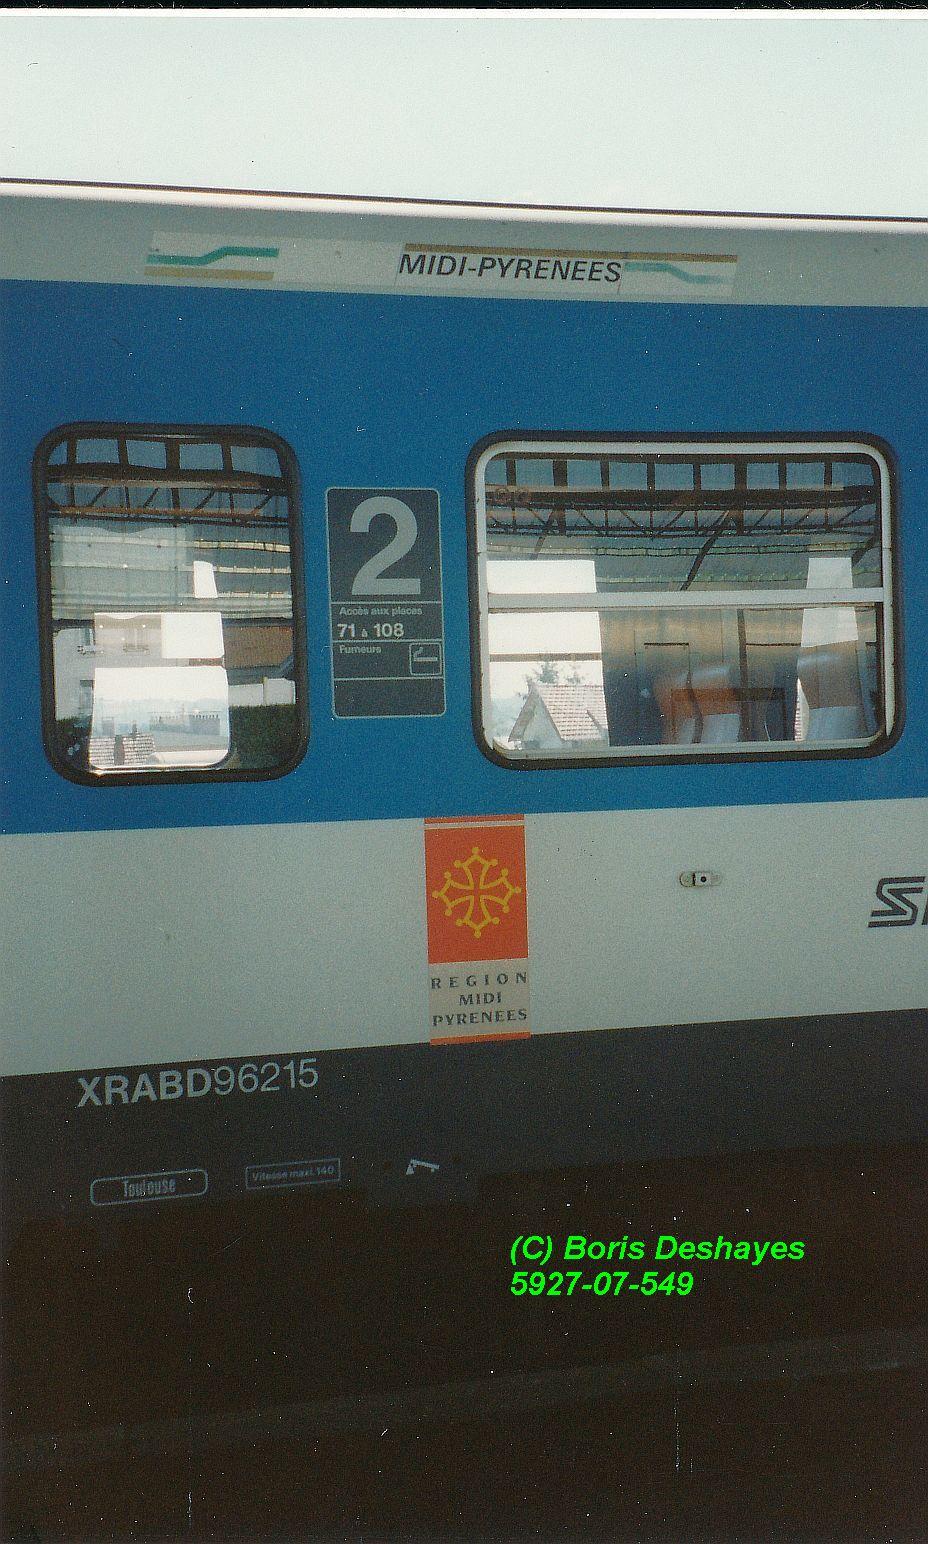 MIDI-PYRENEES
2
Accès aux places
71 à 108
Fumeurs
REGION
MIDI
PYRENEES
XRABD96215
Toulouse
Vitesse maxi. 140
(C) Boris Deshayes
5927-07-549